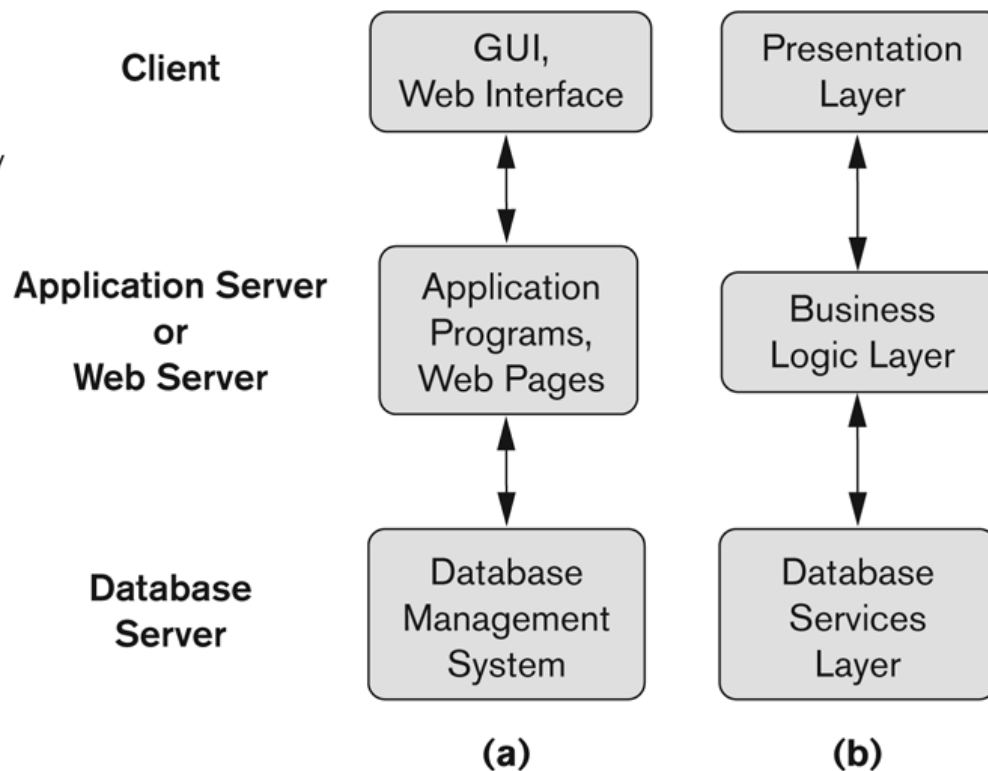 Client
GUI,
Web Interface
Presentation
Layer
Application Server
or
Web Server
Application
Programs,
Web Pages
Business
Logic Layer
Database
Server
Database
Management
System
Database
Services
Layer
(a)
(b)